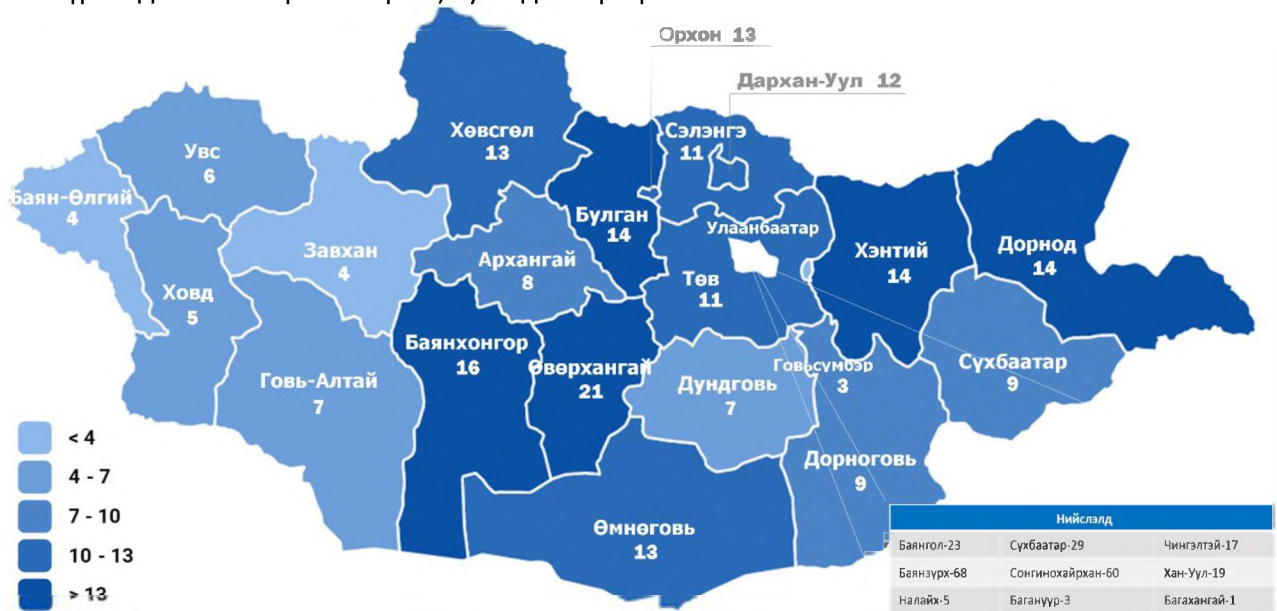 Орхон 13
Дархан-Уул 12
Хөвсгөл
13
Сэлэнгэ
11
Увс
6
Баян-Өлгий
4
Булган
14
Улаанбаатар
Завхан
4
Архангай
8
Хэнтий
14
Дорнод
14
Ховд
5
Төв
11
Баянхонгор
16
Өвөрхангай
21
Говь-Алтай
7
Дундговь
7
Говьсүмбэр
3
Сүхбаатар
9
Дорноговь
9
Өмнөговь
13
< 4
4 - 7
7 - 10
10 - 13
> 13
Нийслэлд
Баянгол-23 Сүхбаатар-29 Чингэлтэй-17
Баянзүрх-68 Сонгинохайрхан-60 Хан-Уул-19
Налайх-5 Багануур-3 Багахангай-1